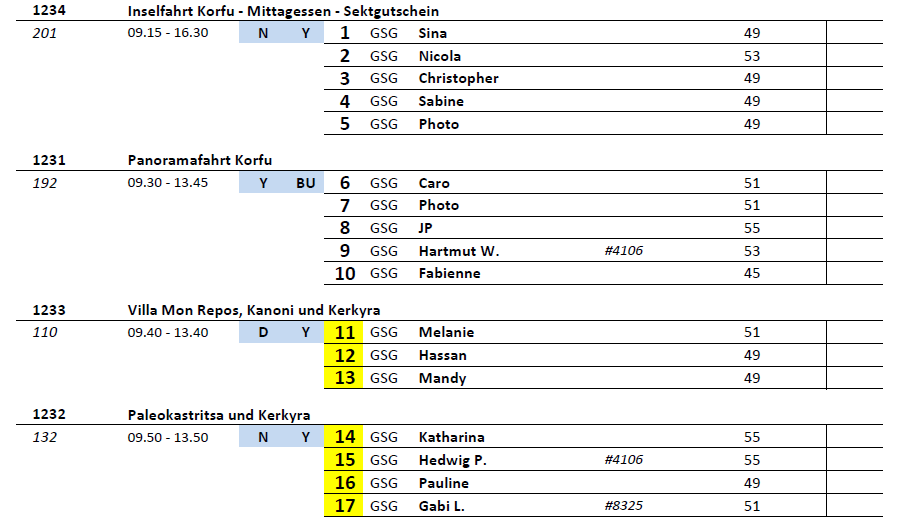 1234 Inselfahrt Korfu - Mittagessen - Sektgutschein
201 09.15 - 16.30 N Y 1 GSG Sina 49
2 GSG Nicola 53
3 GSG Christopher 49
4 GSG Sabine 49
5 GSG Photo 49
1231 Panoramafahrt Korfu
192 09.30 - 13.45 Y BU 6 GSG Caro 51
7 GSG Photo 51
8 GSG JP 55
9 GSG Hartmut W. #4106 53
10 GSG Fabienne 45
1233 Villa Mon Repos, Kanoni und Kerkyra
110 09.40 - 13.40 D Y 11 GSG Melanie 51
12 GSG Hassan 49
13 GSG Mandy 49
1232 Paleokastritsa und Kerkyra
132 09.50 - 13.50 N Y 14 GSG Katharina 55
15 GSG Hedwig P. #4106 55
16 GSG Pauline 49
17 GSG Gabi L. #8325 51